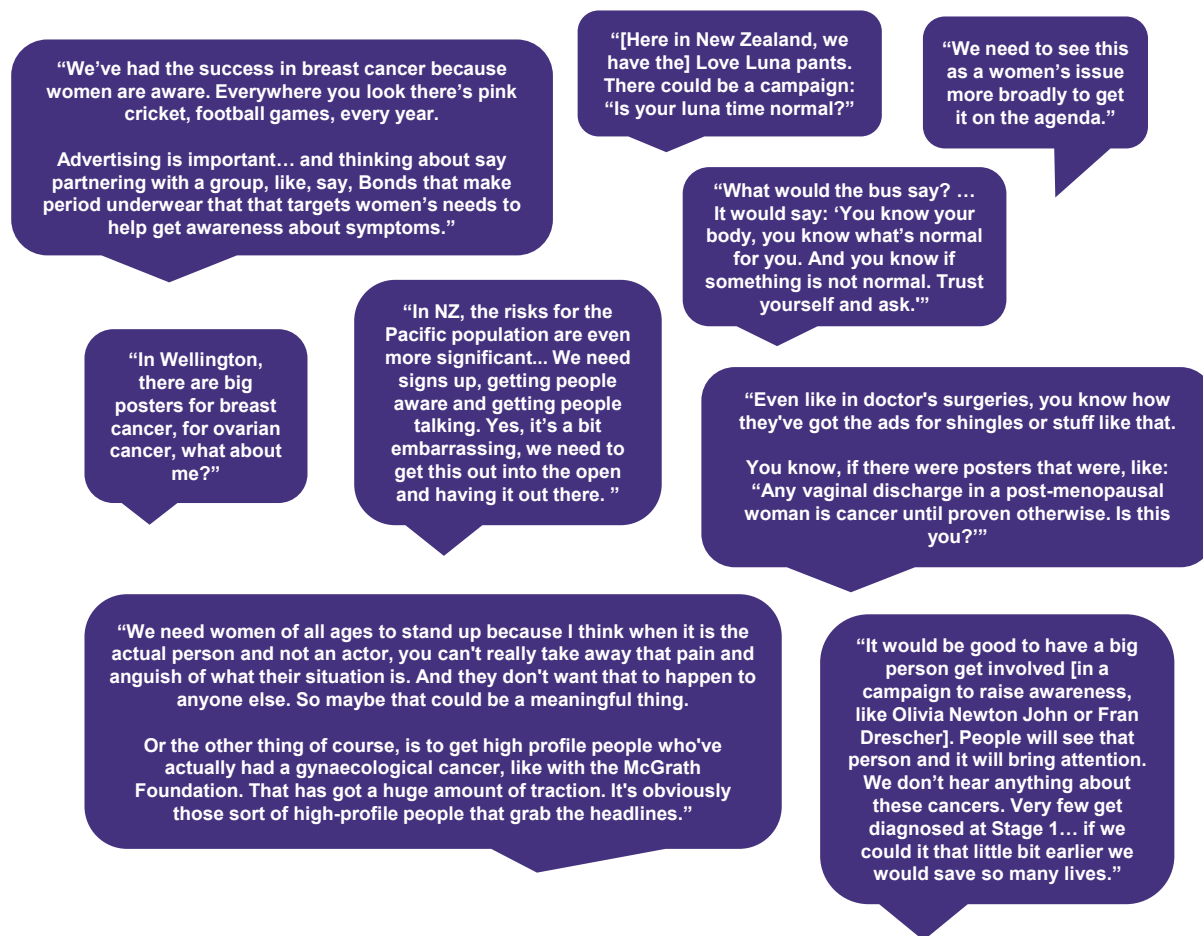 “We’ve had the success in breast cancer because
women are aware. Everywhere you look there’s pink
cricket, football games, every year.
Advertising is important… and thinking about say
partnering with a group, like, say, Bonds that make
period underwear that that targets women’s needs to
help get awareness about symptoms.”
“[Here in New Zealand, we
have the] Love Luna pants.
There could be a campaign:
“Is your luna time normal?”
“We need to see this
as a women’s issue
more broadly to get
it on the agenda.”
“What would the bus say? …
It would say: ‘You know your
body, you know what’s normal
for you. And you know if
something is not normal. Trust
yourself and ask.'”
“In Wellington,
there are big
posters for breast
cancer, for ovarian
cancer, what about
me?”
“In NZ, the risks for the
Pacific population are even
more significant... We need
signs up, getting people
aware and getting people
talking. Yes, it’s a bit
embarrassing, we need to
get this out into the open
and having it out there. ”
“Even like in doctor's surgeries, you know how
they've got the ads for shingles or stuff like that.
You know, if there were posters that were, like:
“Any vaginal discharge in a post-menopausal
woman is cancer until proven otherwise. Is this
you?’”
“We need women of all ages to stand up because I think when it is the
actual person and not an actor, you can't really take away that pain and
anguish of what their situation is. And they don't want that to happen to
anyone else. So maybe that could be a meaningful thing.
Or the other thing of course, is to get high profile people who've
actually had a gynaecological cancer, like with the McGrath
Foundation. That has got a huge amount of traction. It's obviously
those sort of high-profile people that grab the headlines.”
“It would be good to have a big
person get involved [in a
campaign to raise awareness,
like Olivia Newton John or Fran
Drescher]. People will see that
person and it will bring attention.
We don’t hear anything about
these cancers. Very few get
diagnosed at Stage 1… if we
could it that little bit earlier we
would save so many lives.”